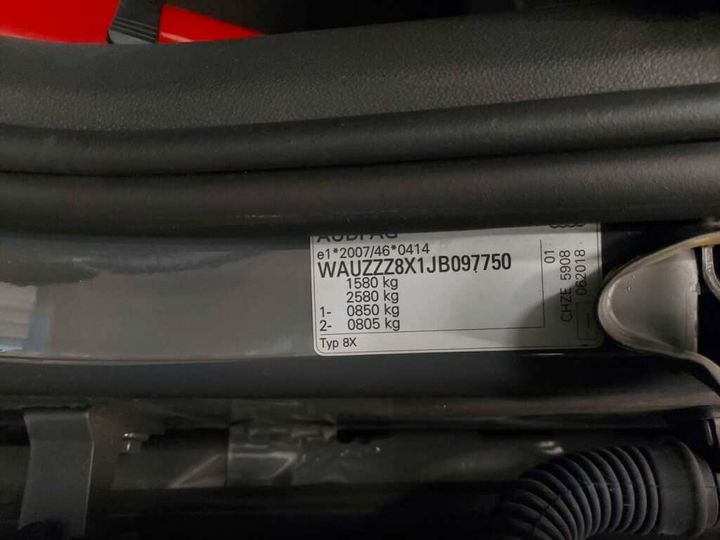 AUDI AG
e1*2007/46*0414
WAUZZZ8X1JB097750
1580 kg
2580 kg
1- 0850 kg
2- 0805 kg
Typ 8X
01
CHZE 5908
062018